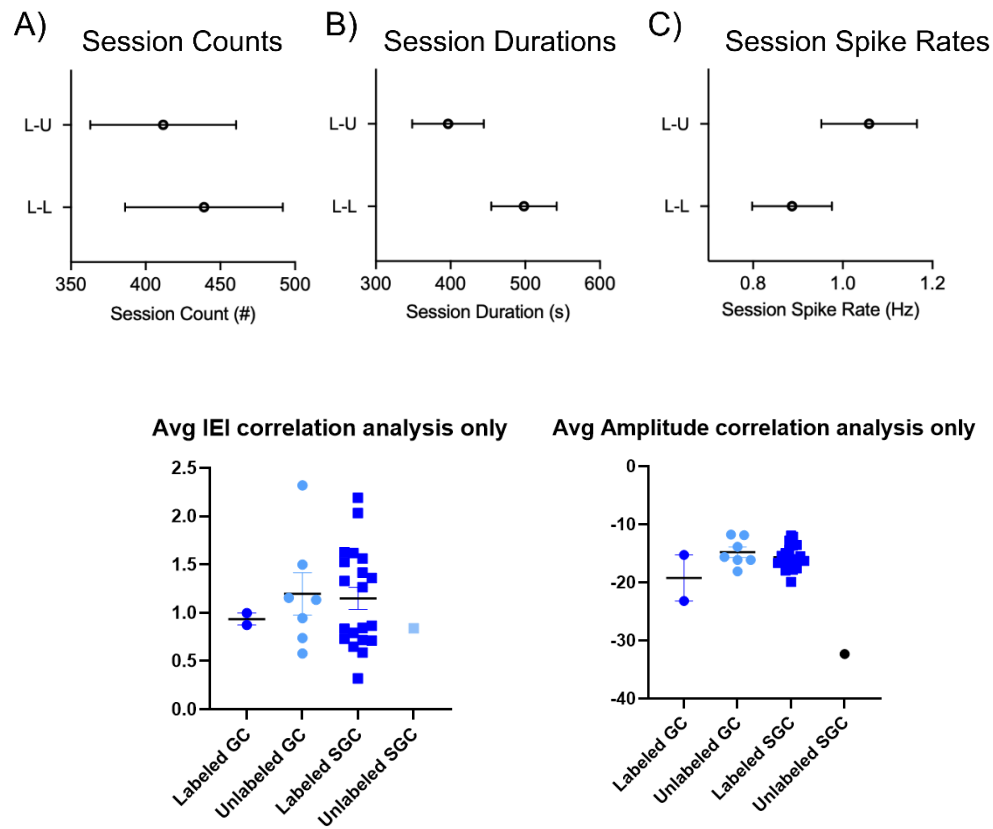 A) Session Counts
L-U
L-L
350 400 450 500
Session Count (#)
B) Session Durations
L-U
L-L
300 400 500 600
Session Duration (s)
C) Session Spike Rates
L-U
L-L
0.8 1.0 1.2
Session Spike Rate (Hz)
Avg IEI correlation analysis only
2.5
2.0
1.5
1.0
0.5
0.0
Labeled GC
Unlabeled GC
Labeled SGC
Unlabeled SGC
Avg Amplitude correlation analysis only
0
-10
-20
-30
-40
Labeled GC
Unlabeled GC
Labeled SGC
Unlabeled SGC